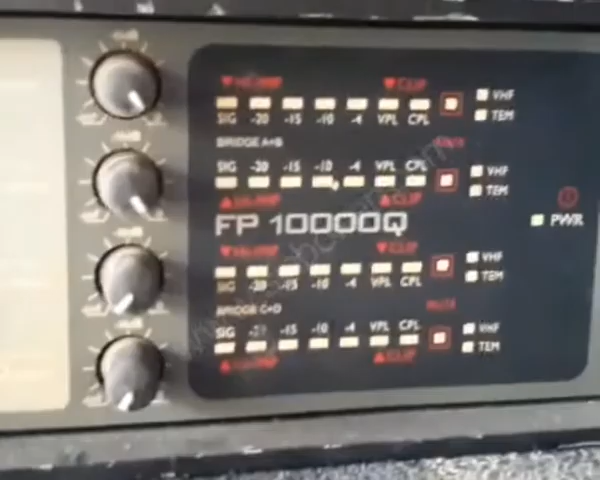 ▼CLIP
VHF
SIG -20 -15 -10 -4 VPL CPL
TEM
BRIDGE A+B
SIG -20 -15 -10 -4 VPL CPL
VHF
TEM
▲CLIP
FP 10000Q
PWR
▼CLIP
VHF
SIG -20 -15 -10 -4 VPL CPL
TEM
BRIDGE C+D
MUTE
SIG -20 -15 -10 -4 VPL CPL
VHF
TEM
▲CLIP